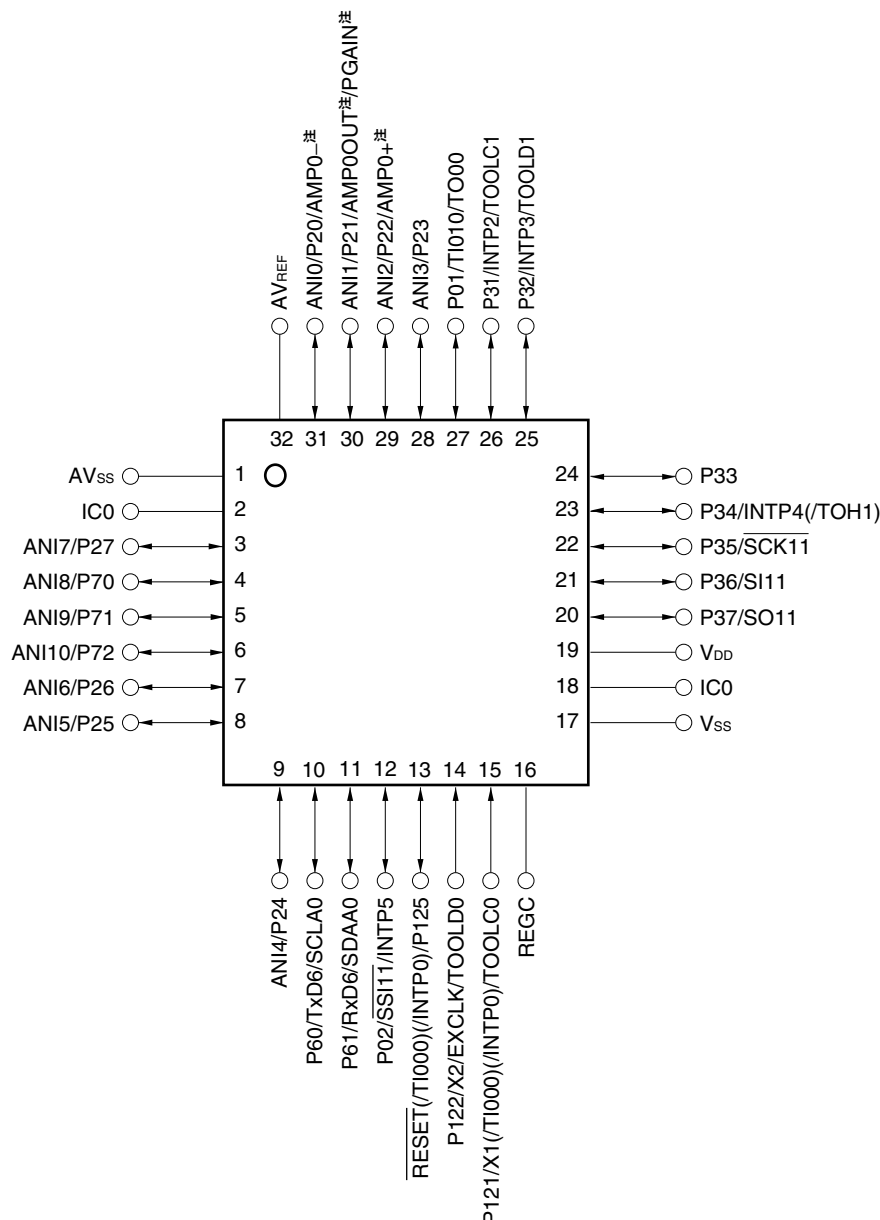 AVREF
ANI0/P20/AMP0−注
ANI1/P21/AMP0OUT注/PGAIN注
ANI2/P22/AMP0+注
ANI3/P23
P01/TI010/TO00
P31/INTP2/TOOLC1
P32/INTP3/TOOLD1
32 31 30 29 28 27 26 25
AVSS 1
IC0 2
ANI7/P27 3
ANI8/P70 4
ANI9/P71 5
ANI10/P72 6
ANI6/P26 7
ANI5/P25 8
24 P33
23 P34/INTP4(/TOH1)
22 P35/SCK11
21 P36/SI11
20 P37/SO11
19 VDD
18 IC0
17 VSS
9 10 11 12 13 14 15 16
ANI4/P24
P60/TxD6/SCLA0
P61/RxD6/SDAA0
P02/SSI11/INTP5
RESET(/TI000)(/INTP0)/P125
P122/X2/EXCLK/TOOLD0
P121/X1(/TI000)(/INTP0)/TOOLC0
REGC